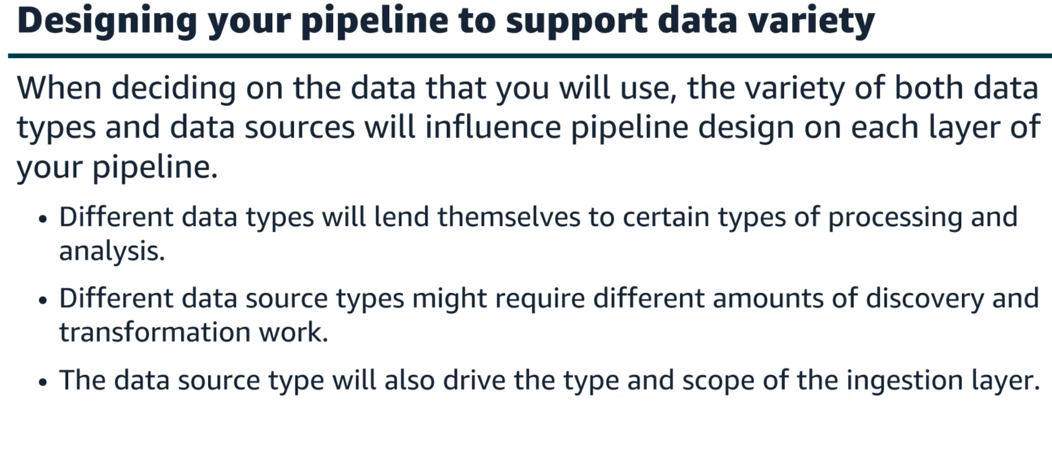 Designing your pipeline to support data variety
When deciding on the data that you will use, the variety of both data
types and data sources will influence pipeline design on each layer of
your pipeline.
• Different data types will lend themselves to certain types of processing and
analysis.
• Different data source types might require different amounts of discovery and
transformation work.
• The data source type will also drive the type and scope of the ingestion layer.